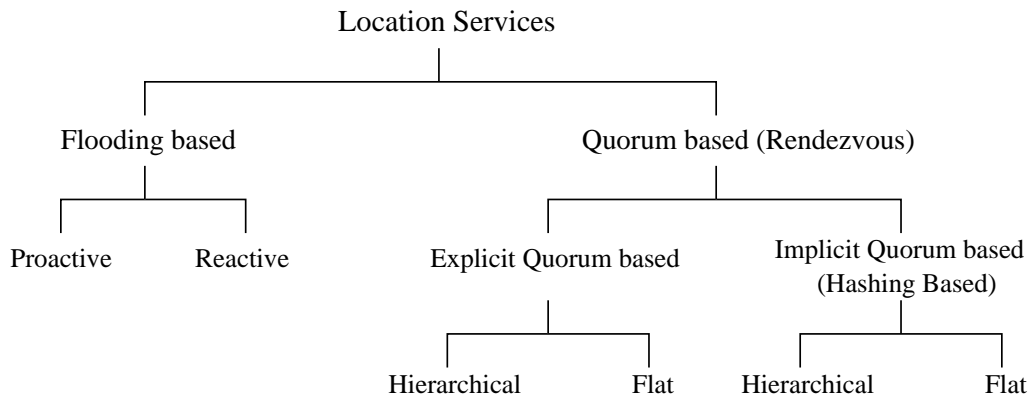 Location Services
Flooding based
Quorum based (Rendezvous)
Proactive
Reactive
Explicit Quorum based
Implicit Quorum based
(Hashing Based)
Hierarchical
Flat
Hierarchical
Flat